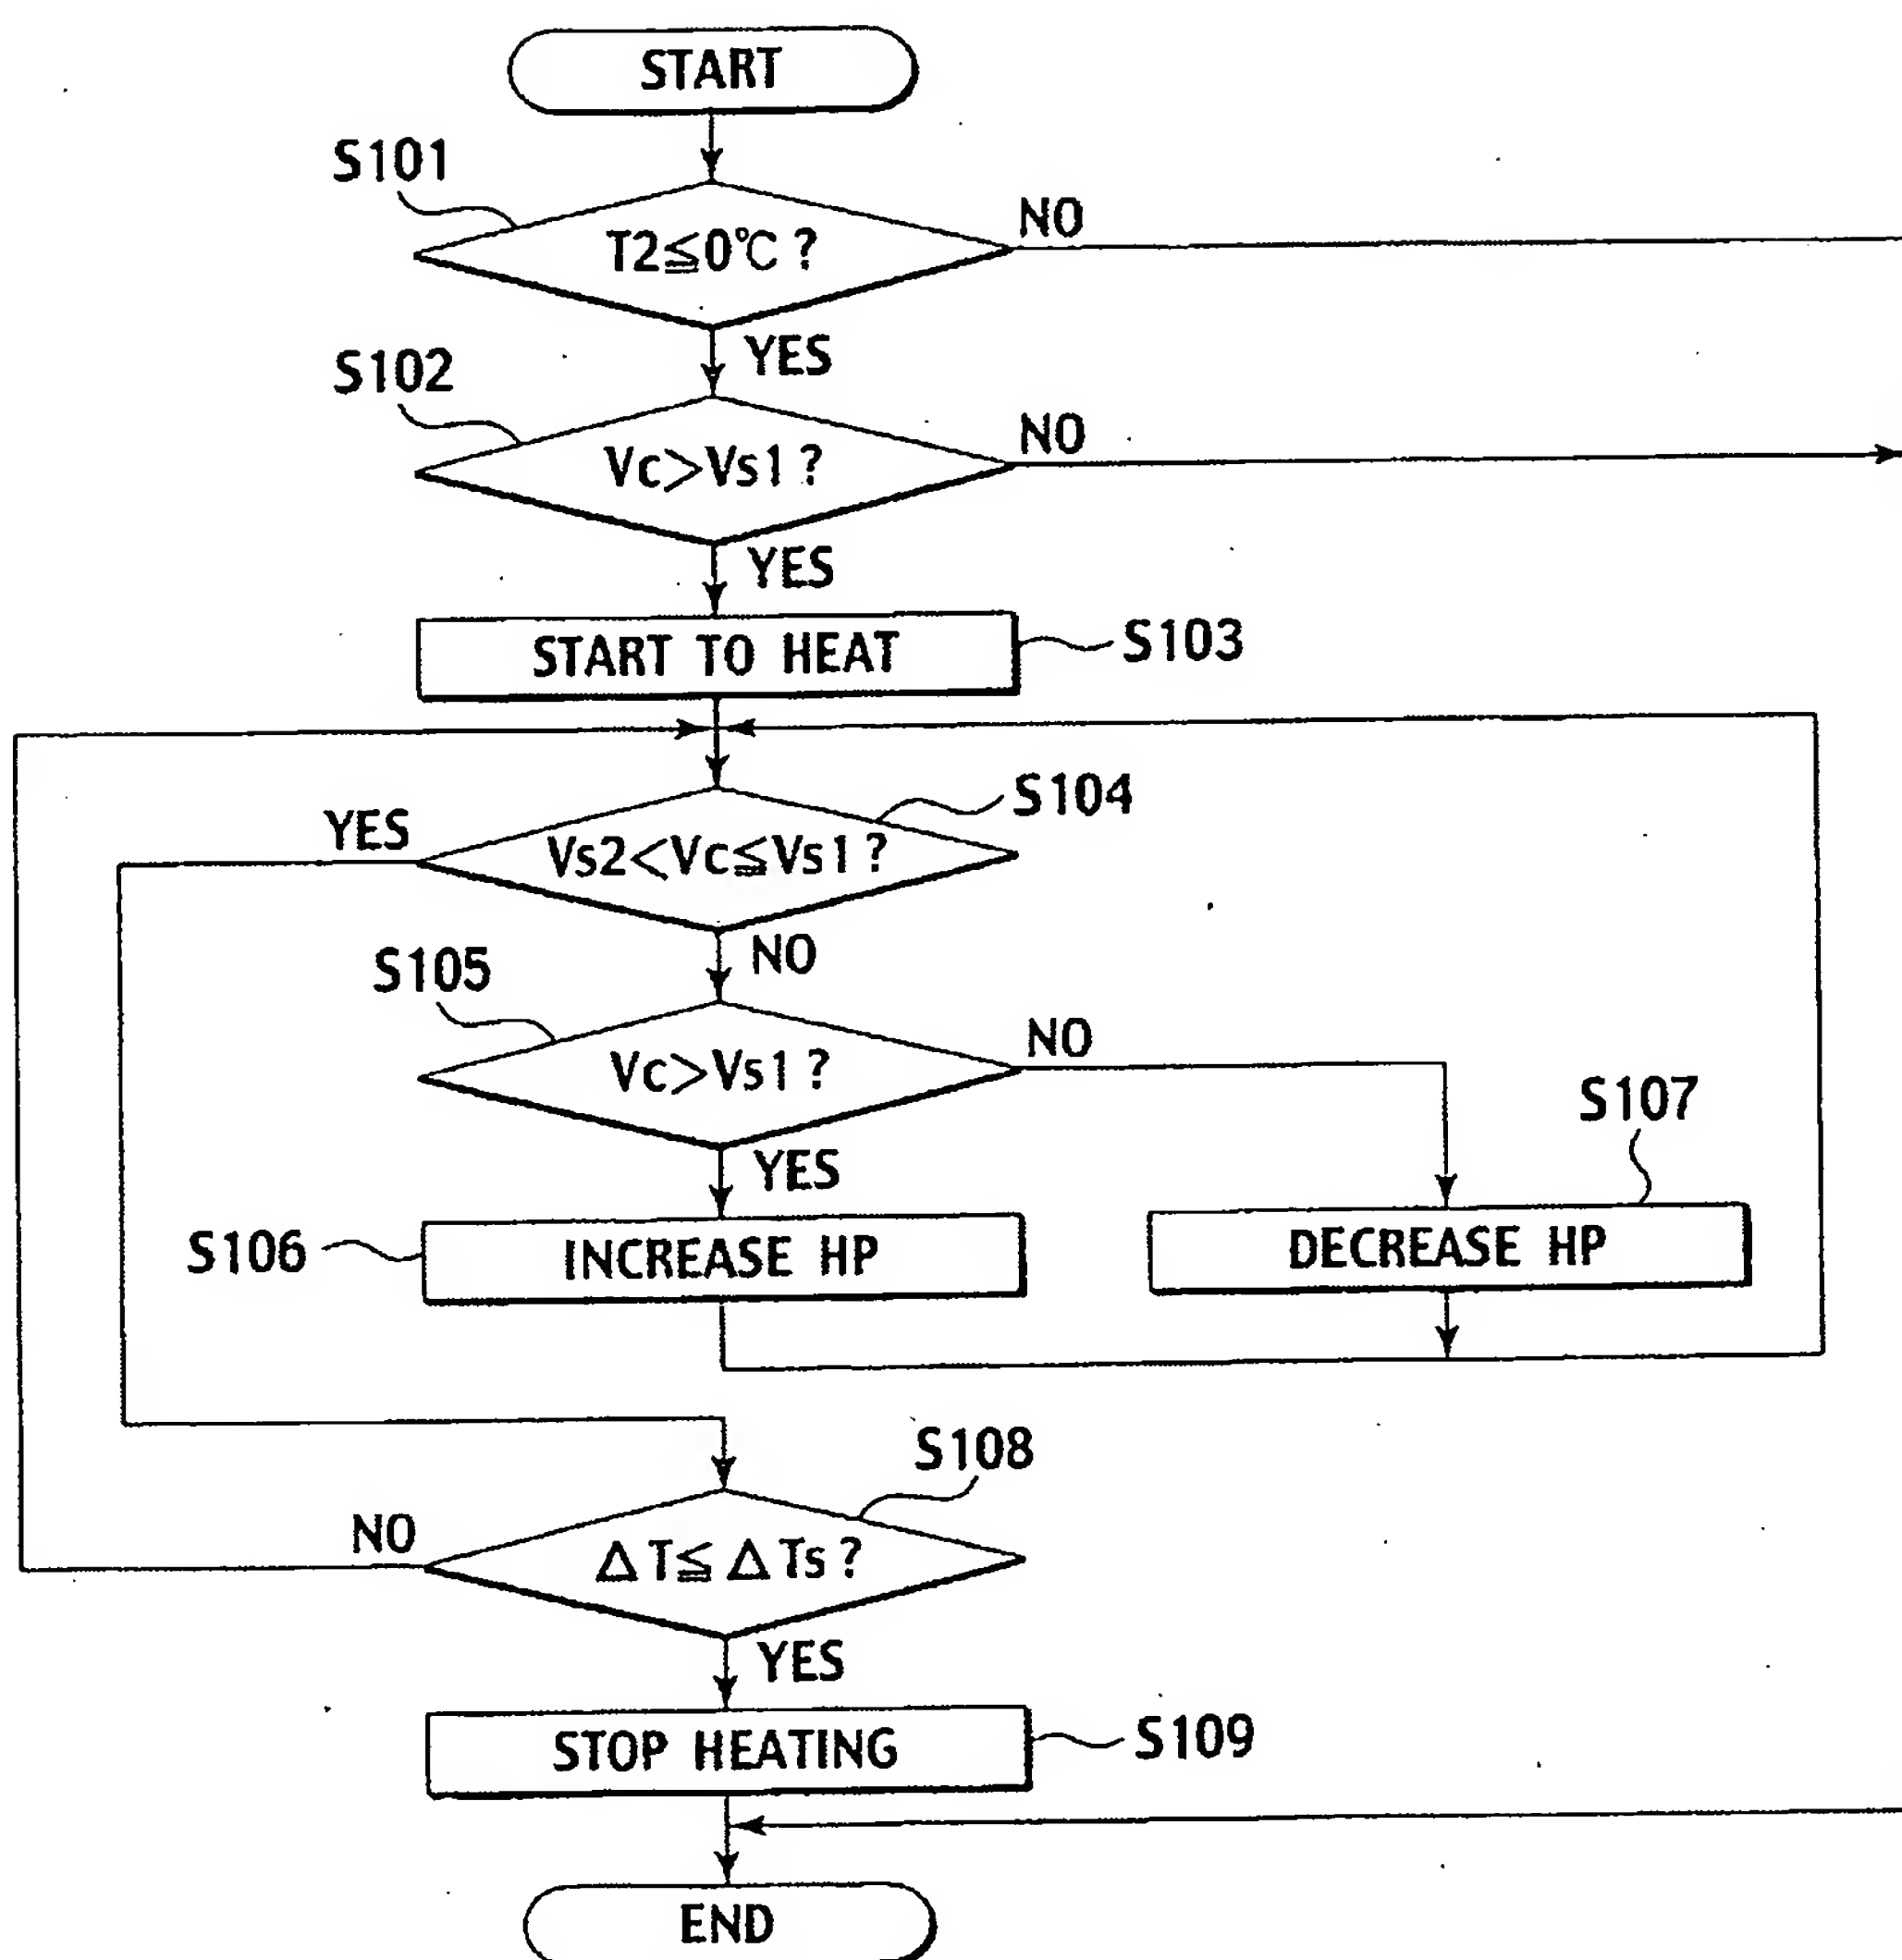 START
S101
T2≦0℃?
NO
YES
S102
Vc>Vs1?
NO
YES
START TO HEAT
S103
S104
YES
Vs2<Vc≦Vs1?
NO
S105
Vc>Vs1?
NO
S107
YES
S106
INCREASE HP
DECREASE HP
S108
NO
ΔT≦ΔTs?
YES
STOP HEATING
S109
END